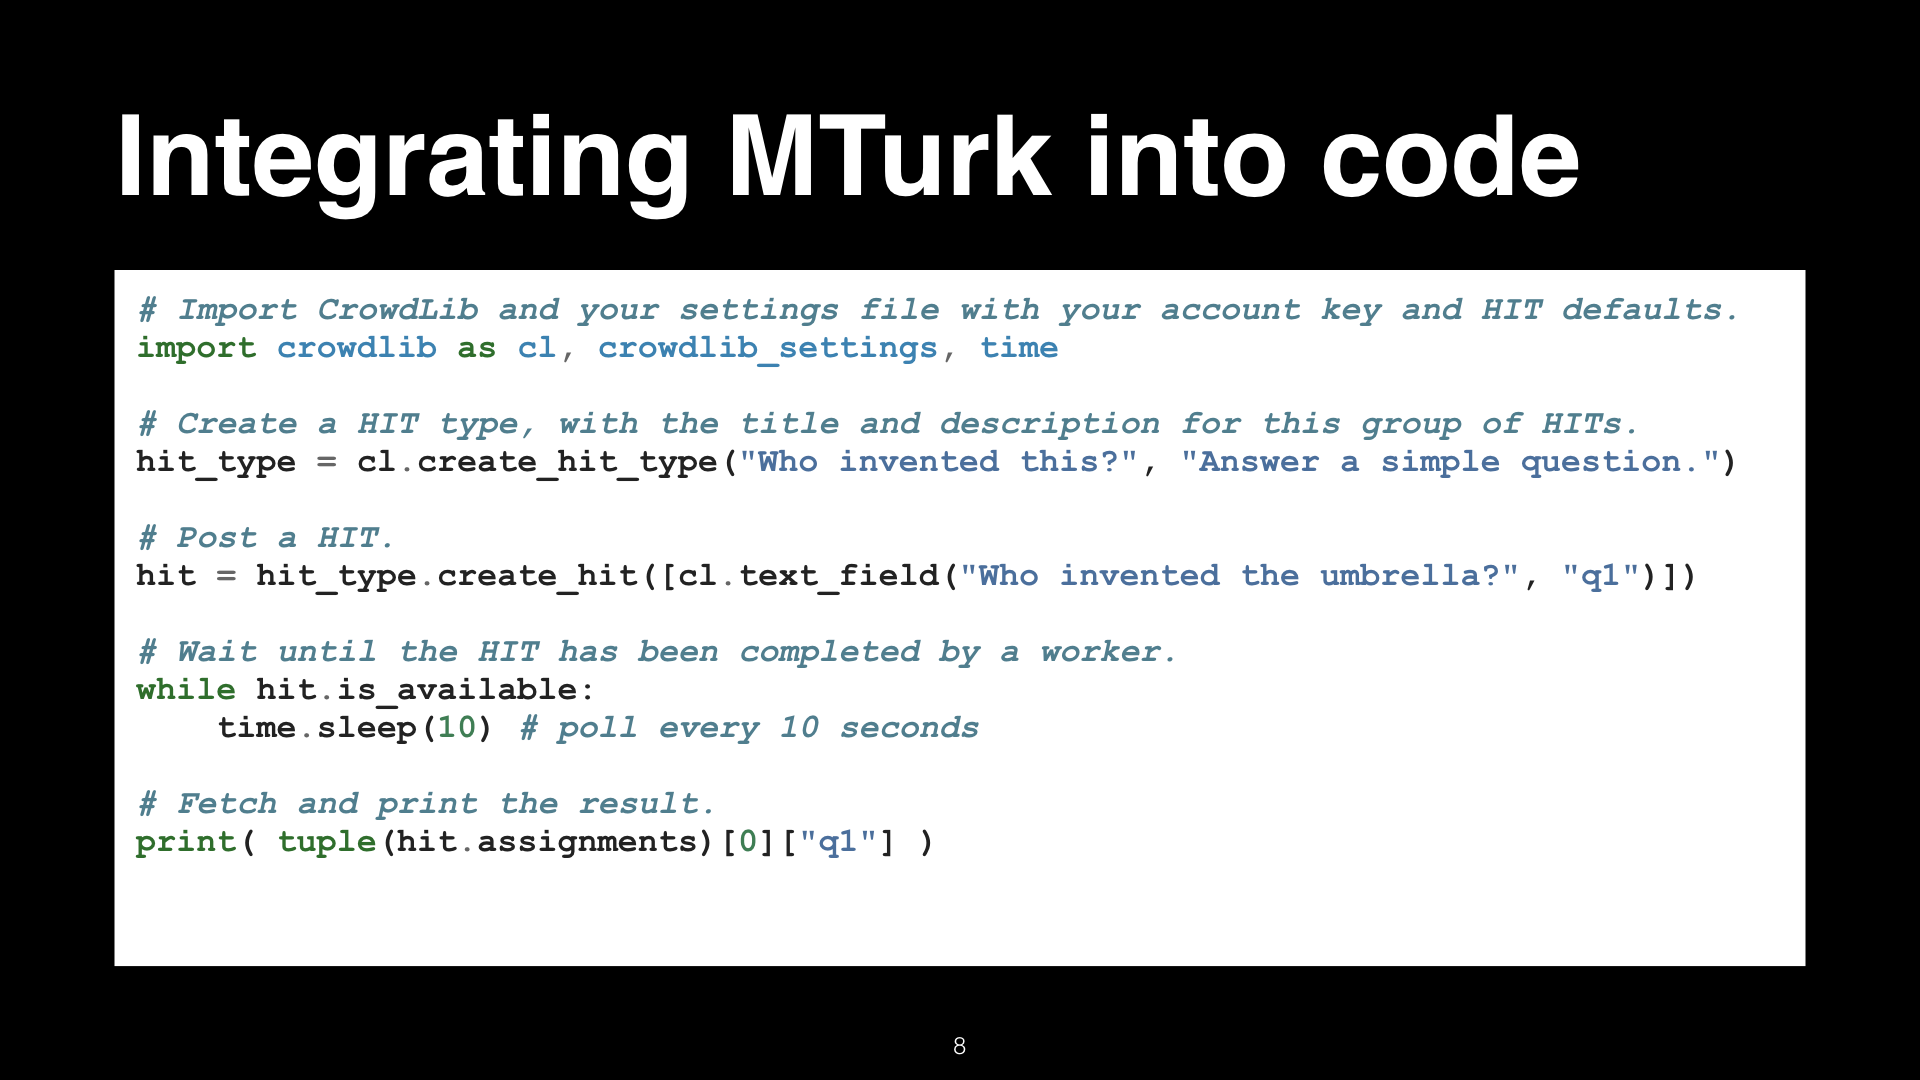 Integrating MTurk into code
# Import CrowdLib and your settings file with your account key and HIT defaults.
import crowdlib as cl, crowdlib_settings, time
# Create a HIT type, with the title and description for this group of HITs.
hit_type = cl.create_hit_type("Who invented this?", "Answer a simple question.")
# Post a HIT.
hit = hit_type.create_hit([cl.text_field("Who invented the umbrella?", "q1")])
# Wait until the HIT has been completed by a worker.
while hit.is_available:
    time.sleep(10) # poll every 10 seconds
# Fetch and print the result.
print( tuple(hit.assignments)[0]["q1"] )
8